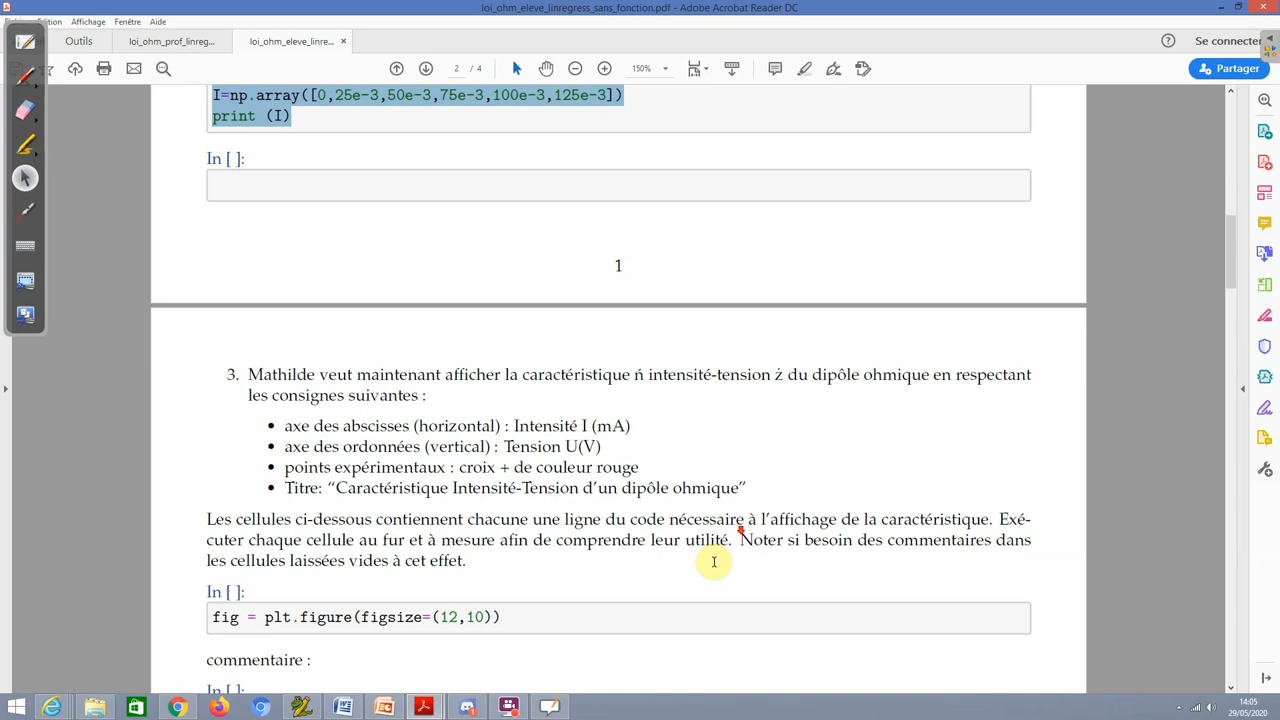 loi_ohm_eleve_linregress_sans_fonction.pdf - Adobe Acrobat Reader DC
Édition Affichage Fenêtre Aide
Outils loi_ohm_prof_linreg... loi_ohm_eleve_linre... ×
Se connecter
2 / 4 150% Partager
I=np.array([0,25e-3,50e-3,75e-3,100e-3,125e-3])
print (I)
In [ ]:
1
3. Mathilde veut maintenant afficher la caractéristique ń intensité-tension ż du dipôle ohmique en respectant
les consignes suivantes :
• axe des abscisses (horizontal) : Intensité I (mA)
• axe des ordonnées (vertical) : Tension U(V)
• points expérimentaux : croix + de couleur rouge
• Titre: “Caractéristique Intensité-Tension d’un dipôle ohmique”
Les cellules ci-dessous contiennent chacune une ligne du code nécessaire à l’affichage de la caractéristique. Exé-
cuter chaque cellule au fur et à mesure afin de comprendre leur utilité. Noter si besoin des commentaires dans
les cellules laissées vides à cet effet.
In [ ]:
fig = plt.figure(figsize=(12,10))
commentaire :
In [ ]:
14:05
29/05/2020